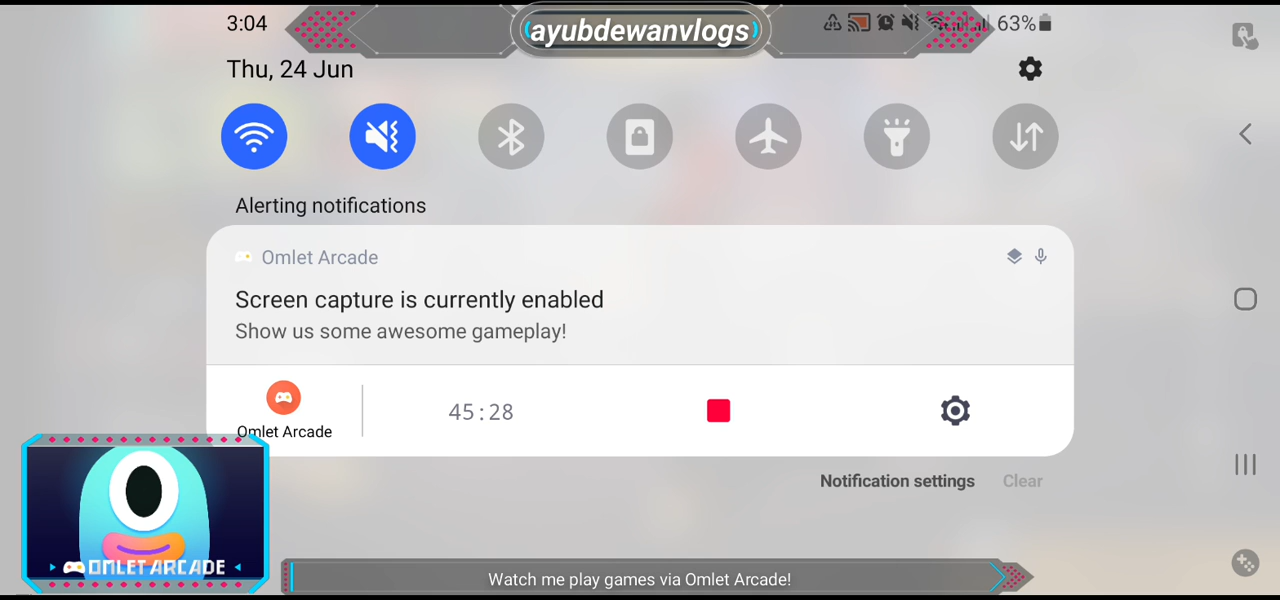 3:04
ayubdewanvlogs
63%
Thu, 24 Jun
Alerting notifications
Omlet Arcade
Screen capture is currently enabled
Show us some awesome gameplay!
45:28
Omlet Arcade
Notification settings
Clear
OMLET ARCADE
Watch me play games via Omlet Arcade!